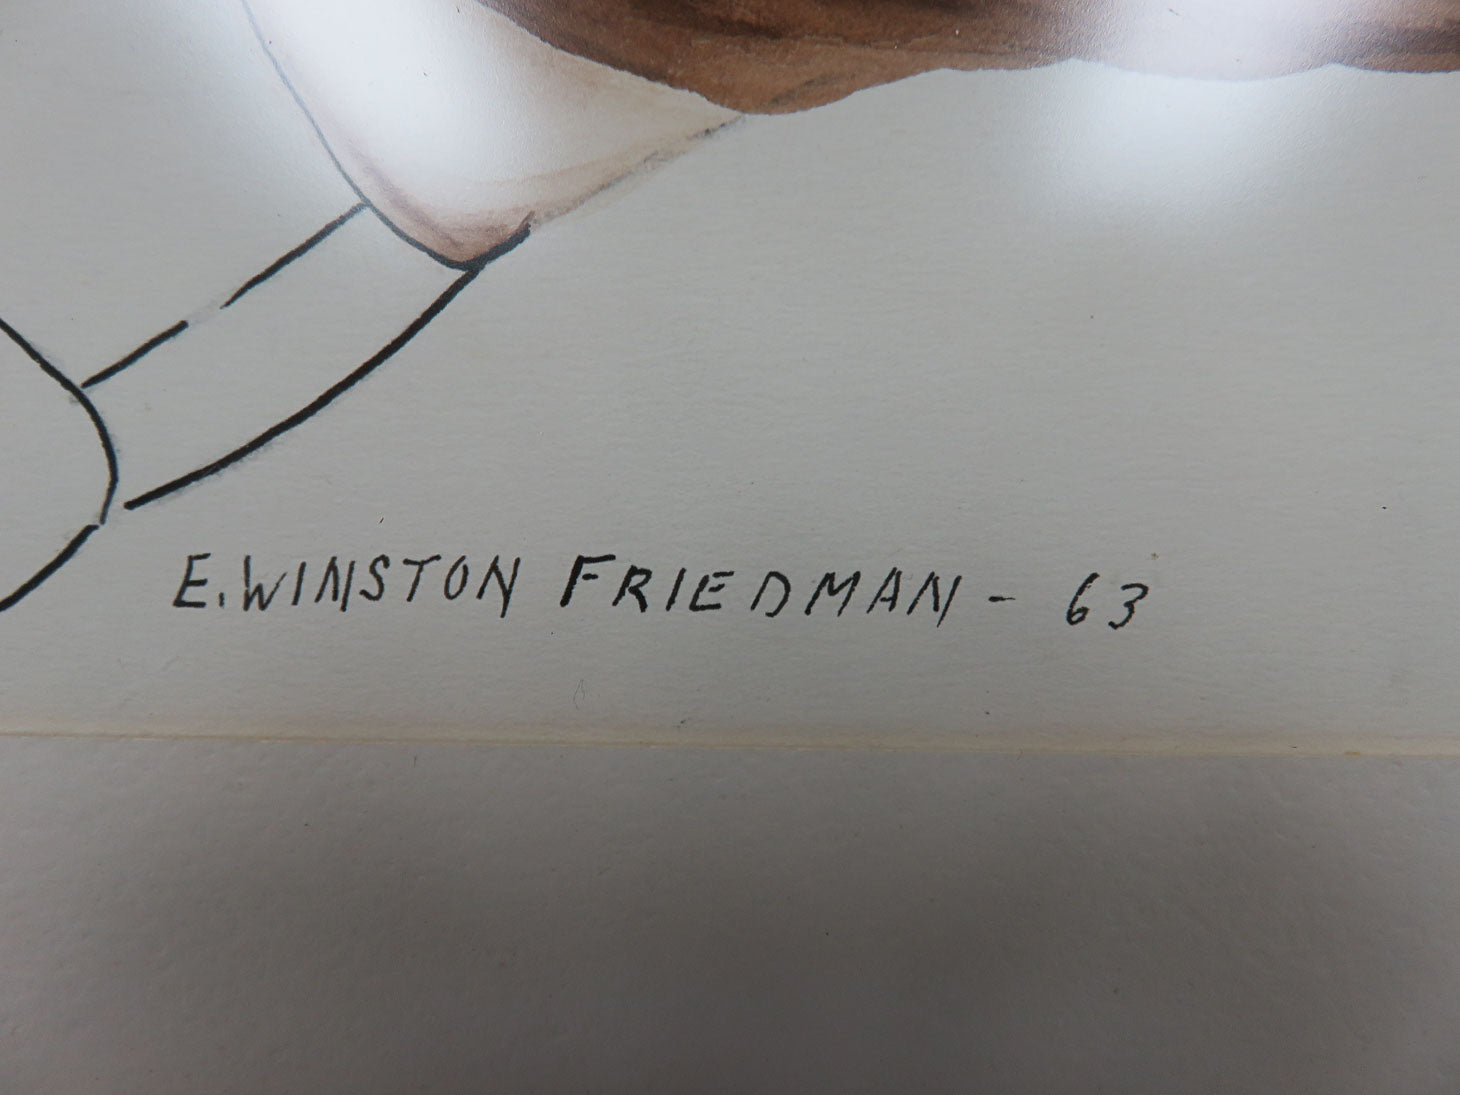 E. WINSTON FRIEDMAN - 63